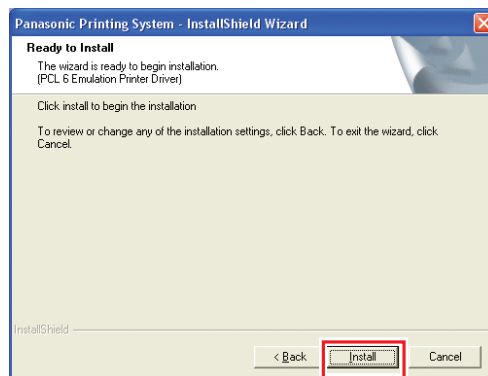 Panasonic Printing System - InstallShield Wizard
Ready to Install
The wizard is ready to begin installation.
(PCL 6 Emulation Printer Driver)
Click install to begin the installation
To review or change any of the installation settings, click Back. To exit the wizard, click
Cancel.
InstallShield
< Back Install Cancel